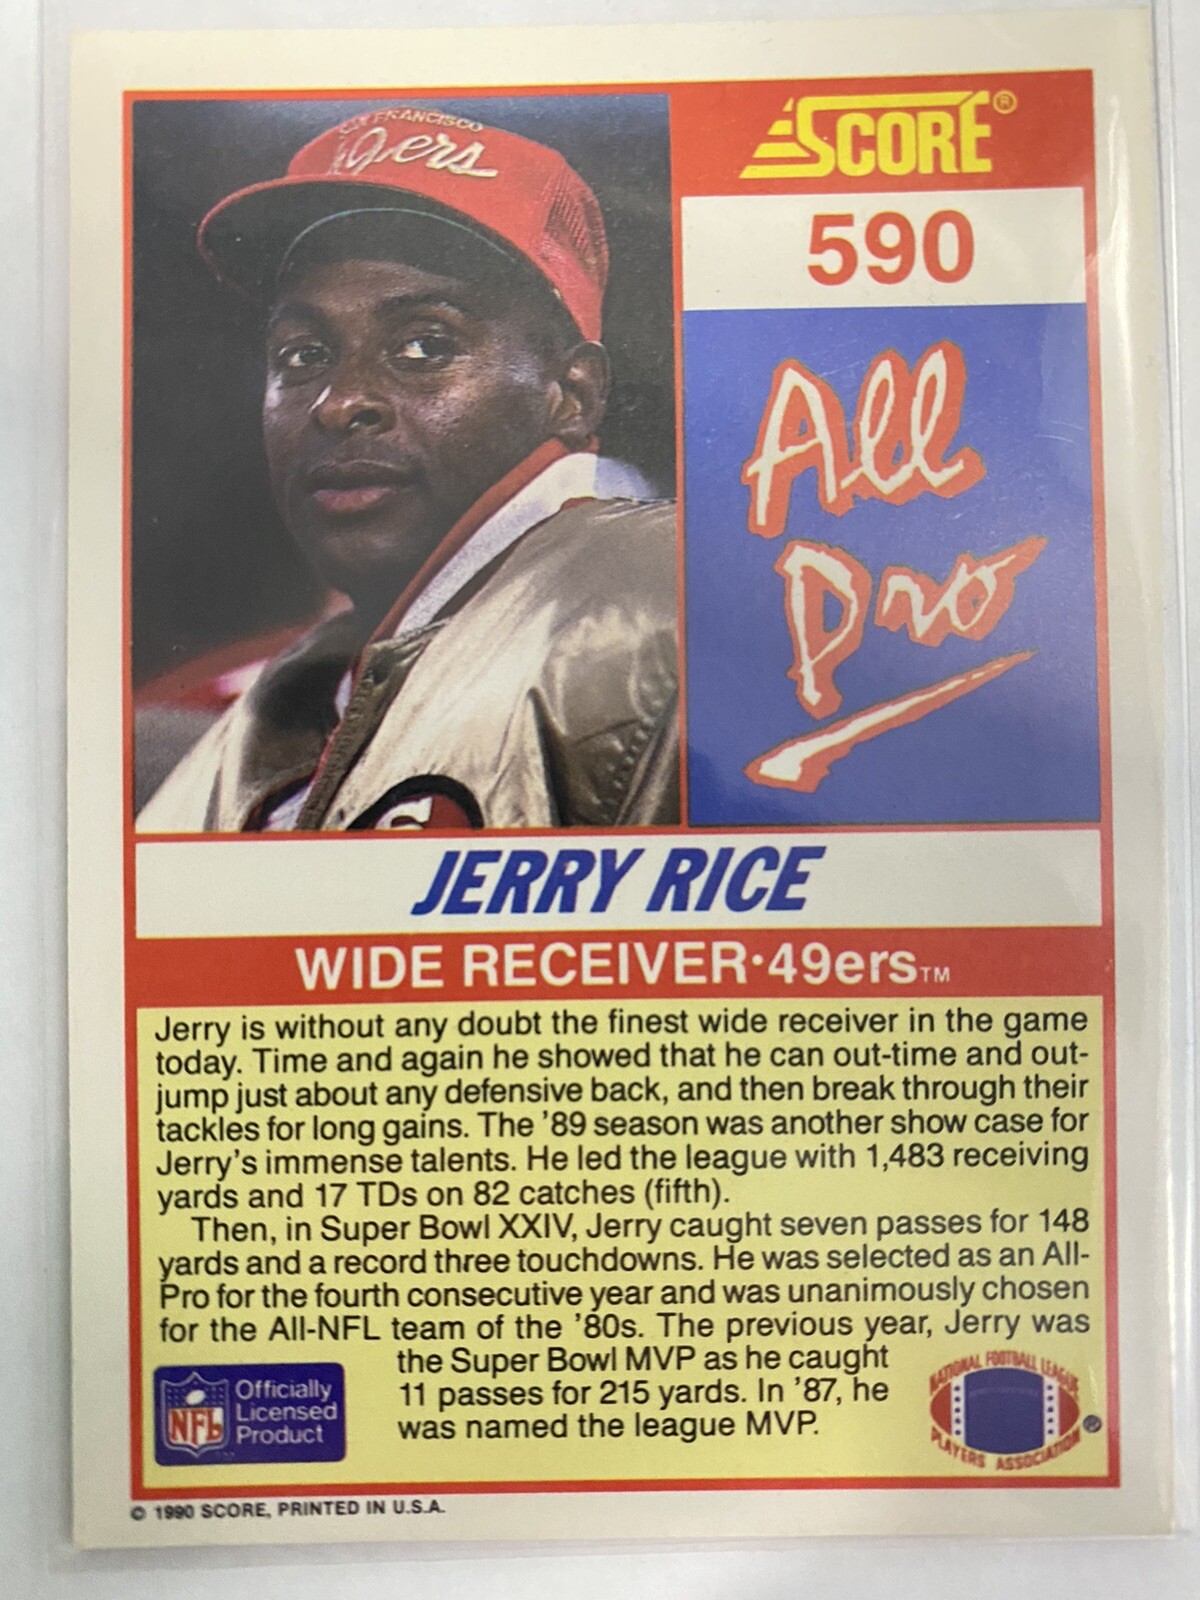 SAN FRANCISCO
49ers
SCORE®
590
All
Pro
JERRY RICE
WIDE RECEIVER·49ers™
Jerry is without any doubt the finest wide receiver in the game
today. Time and again he showed that he can out-time and out-
jump just about any defensive back, and then break through their
tackles for long gains. The '89 season was another show case for
Jerry's immense talents. He led the league with 1,483 receiving
yards and 17 TDs on 82 catches (fifth).
Then, in Super Bowl XXIV, Jerry caught seven passes for 148
yards and a record three touchdowns. He was selected as an All-
Pro for the fourth consecutive year and was unanimously chosen
for the All-NFL team of the '80s. The previous year, Jerry was
the Super Bowl MVP as he caught
11 passes for 215 yards. In '87, he
was named the league MVP.
NFL
Officially
Licensed
Product
NATIONAL FOOTBALL LEAGUE
PLAYERS ASSOCIATION ®
© 1990 SCORE, PRINTED IN U.S.A.